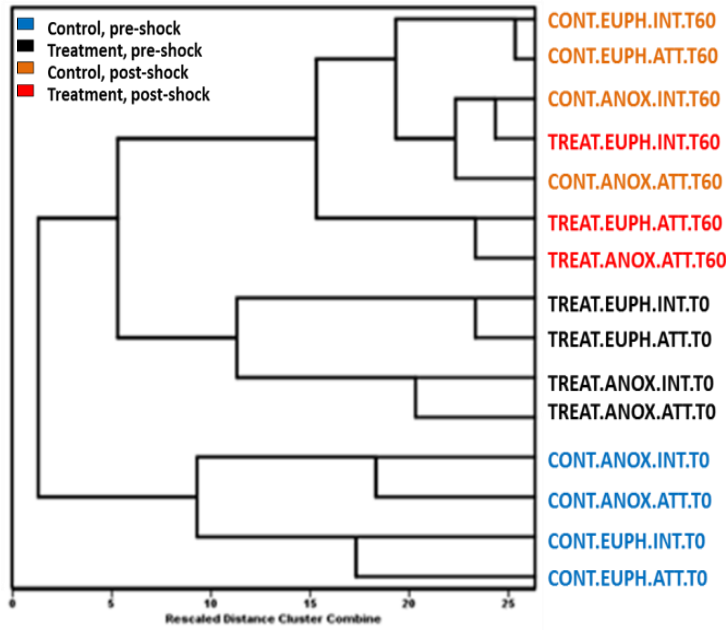 Control, pre-shock
Treatment, pre-shock
Control, post-shock
Treatment, post-shock
CONT.EUPH.INT.T60
CONT.EUPH.ATT.T60
CONT.ANOX.INT.T60
TREAT.EUPH.INT.T60
CONT.ANOX.ATT.T60
TREAT.EUPH.ATT.T60
TREAT.ANOX.ATT.T60
TREAT.EUPH.INT.T0
TREAT.EUPH.ATT.T0
TREAT.ANOX.INT.T0
TREAT.ANOX.ATT.T0
CONT.ANOX.INT.T0
CONT.ANOX.ATT.T0
CONT.EUPH.INT.T0
CONT.EUPH.ATT.T0
0 5 10 15 20 25
Rescaled Distance Cluster Combine